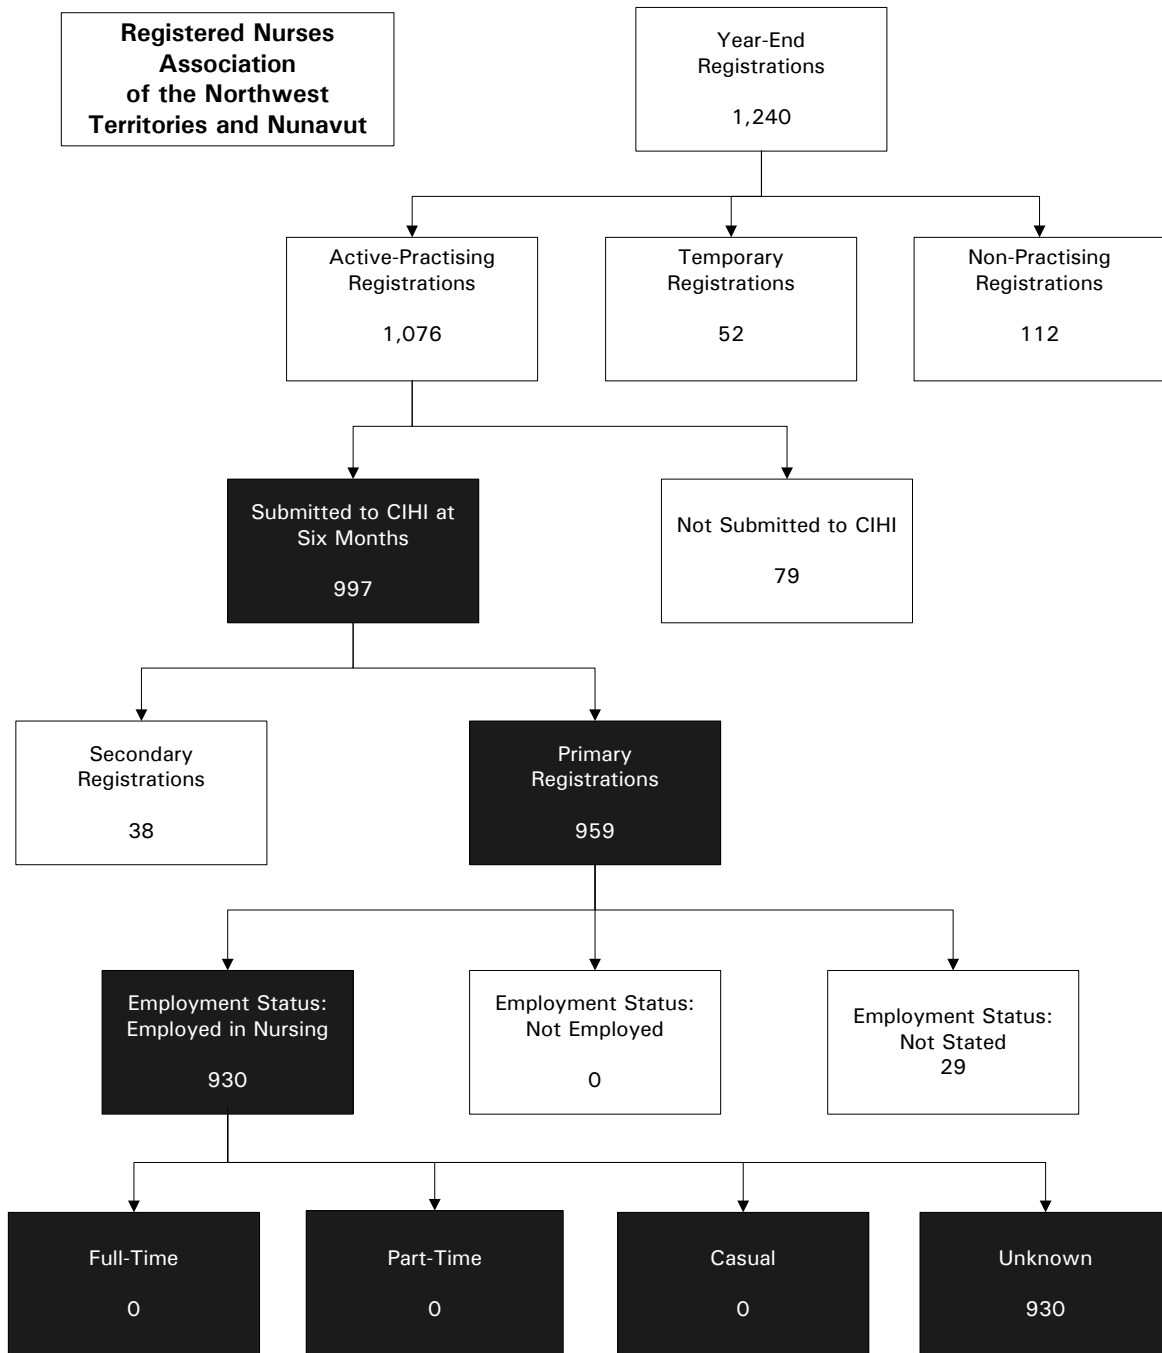 Registered Nurses
Association
of the Northwest
Territories and Nunavut
Year-End
Registrations
1,240
Active-Practising
Registrations
1,076
Temporary
Registrations
52
Non-Practising
Registrations
112
Submitted to CIHI at
Six Months
997
Not Submitted to CIHI
79
Secondary
Registrations
38
Primary
Registrations
959
Employment Status:
Employed in Nursing
930
Employment Status:
Not Employed
0
Employment Status:
Not Stated
29
Full-Time
0
Part-Time
0
Casual
0
Unknown
930